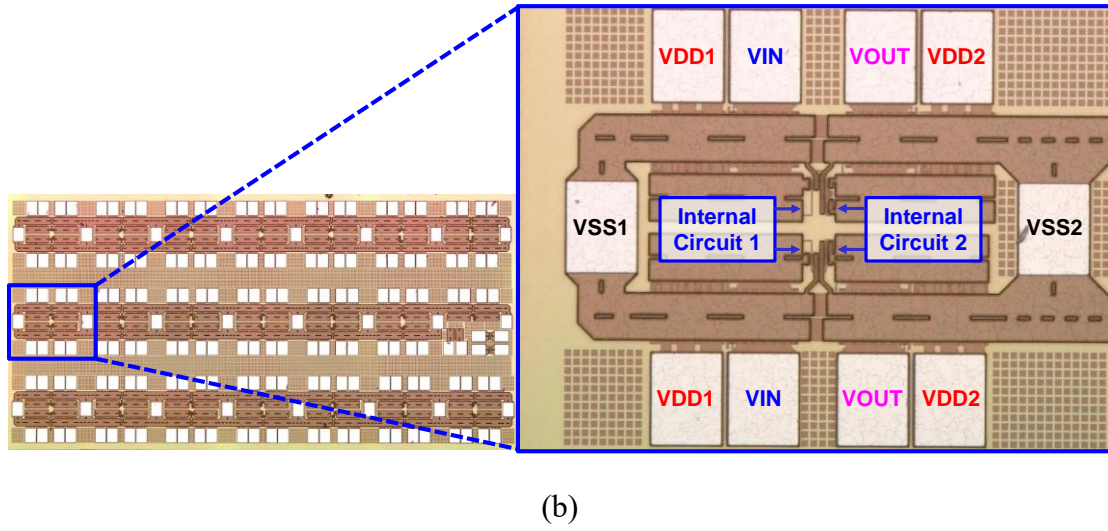 VDD1 VIN VOUT VDD2
VSS1
Internal
Circuit 1
Internal
Circuit 2
VSS2
VDD1 VIN VOUT VDD2
(b)